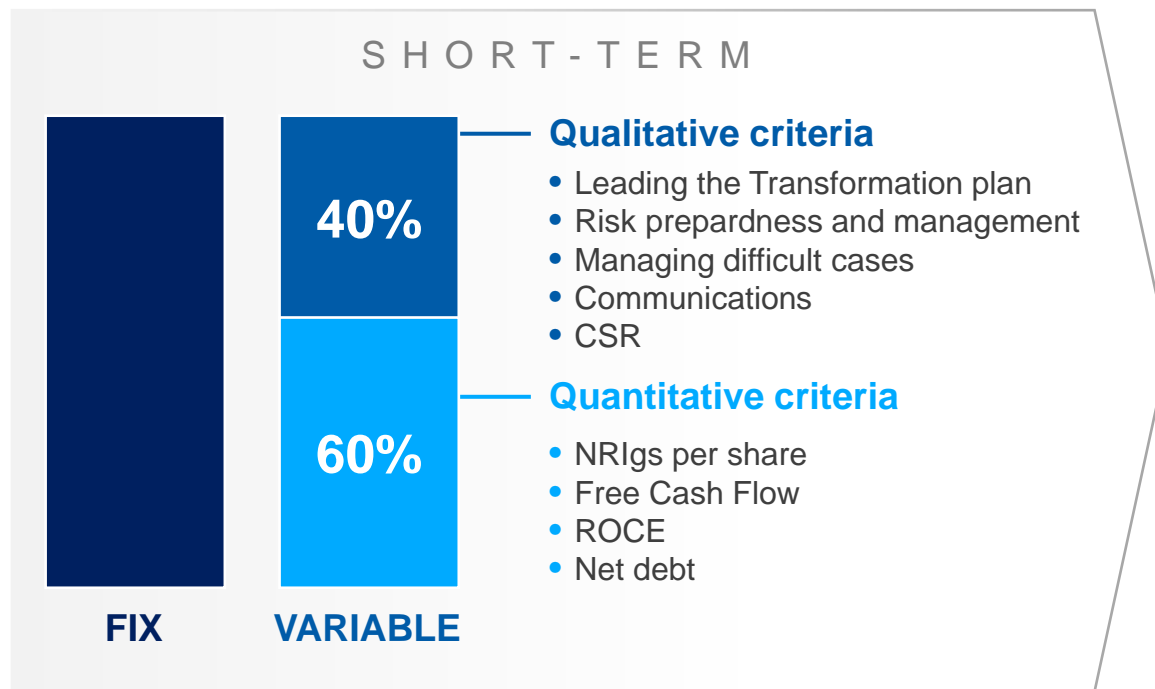 SHORT-TERM
Qualitative criteria
• Leading the Transformation plan
• Risk prepardness and management
• Managing difficult cases
• Communications
• CSR
40%
Quantitative criteria
• NRIgs per share
• Free Cash Flow
• ROCE
• Net debt
60%
FIX
VARIABLE